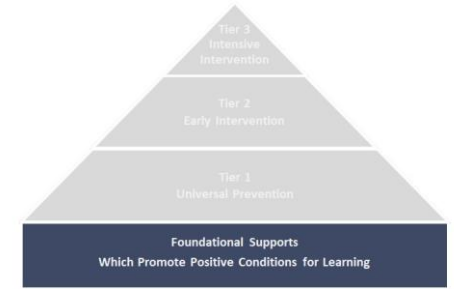 Tier 3
Intensive
Intervention
Tier 2
Early Intervention
Tier 1
Universal Prevention
Foundational Supports
Which Promote Positive Conditions for Learning